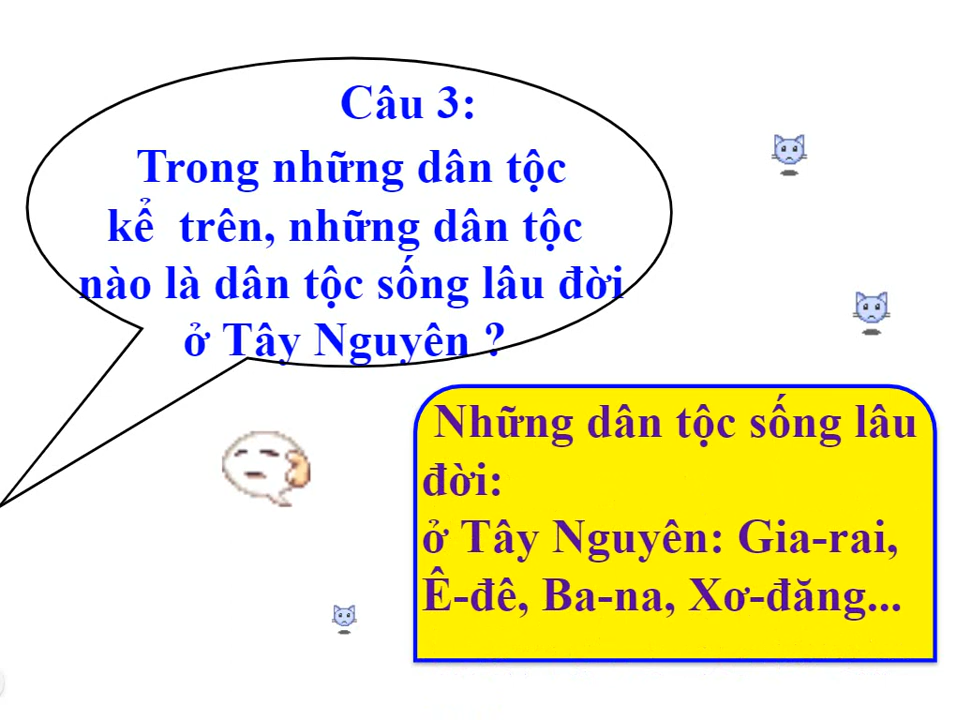 Câu 3:
Trong những dân tộc
kể trên, những dân tộc
nào là dân tộc sống lâu đời
ở Tây Nguyên ?
Những dân tộc sống lâu
đời:
ở Tây Nguyên: Gia-rai,
Ê-đê, Ba-na, Xơ-đăng...